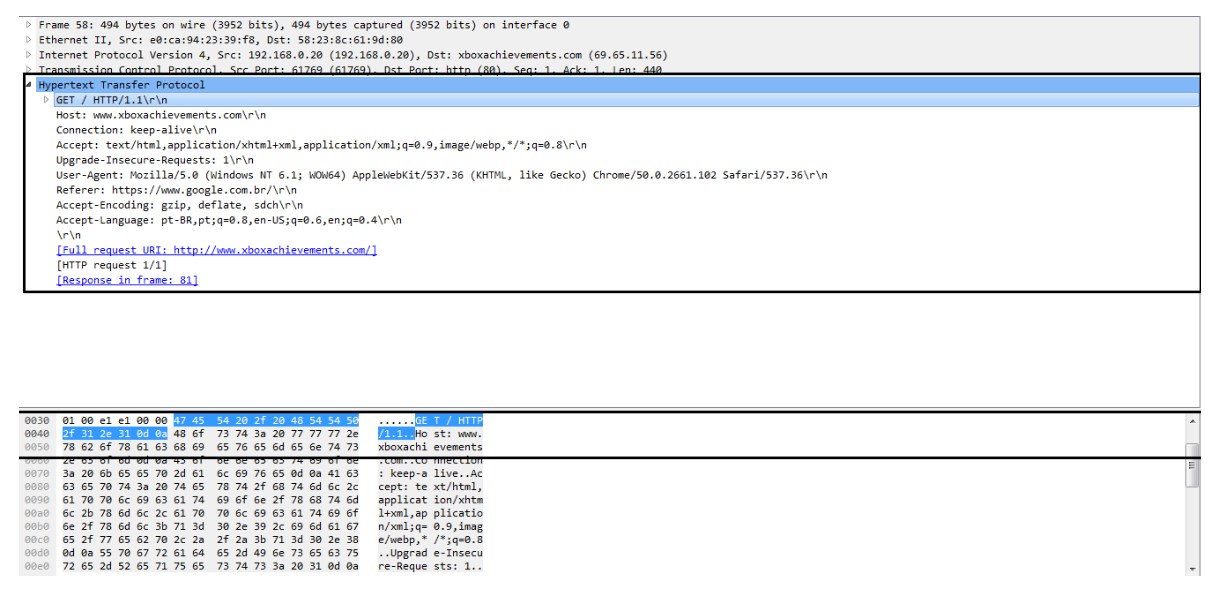 Frame 58: 494 bytes on wire (3952 bits), 494 bytes captured (3952 bits) on interface 0
Ethernet II, Src: e0:ca:94:23:39:f8, Dst: 58:23:8c:61:9d:80
Internet Protocol Version 4, Src: 192.168.0.20 (192.168.0.20), Dst: xboxachievements.com (69.65.11.56)
Transmission Control Protocol, Src Port: 61769 (61769), Dst Port: http (80), Seq: 1, Ack: 1, Len: 440
Hypertext Transfer Protocol
GET / HTTP/1.1\r\n
Host: www.xboxachievements.com\r\n
Connection: keep-alive\r\n
Accept: text/html,application/xhtml+xml,application/xml;q=0.9,image/webp,*/*;q=0.8\r\n
Upgrade-Insecure-Requests: 1\r\n
User-Agent: Mozilla/5.0 (Windows NT 6.1; WOW64) AppleWebKit/537.36 (KHTML, like Gecko) Chrome/50.0.2661.102 Safari/537.36\r\n
Referer: https://www.google.com.br/\r\n
Accept-Encoding: gzip, deflate, sdch\r\n
Accept-Language: pt-BR,pt;q=0.8,en-US;q=0.6,en;q=0.4\r\n
\r\n
[Full request URI: http://www.xboxachievements.com/]
[HTTP request 1/1]
[Response in frame: 81]
0030 01 00 e1 e1 00 00 47 45 54 20 2f 20 48 54 54 50 ......GE T / HTTP
0040 2f 31 2e 31 0d 0a 48 6f 73 74 3a 20 77 77 77 2e /1.1..Ho st: www.
0050 78 62 6f 78 61 63 68 69 65 76 65 6d 65 6e 74 73 xboxachi evements
0060 2e 63 6f 6d 0d 0a 43 6f 6e 6e 65 63 74 69 6f 6e .com..Co nnection
0070 3a 20 6b 65 65 70 2d 61 6c 69 76 65 0d 0a 41 63 : keep-a live..Ac
0080 63 65 70 74 3a 20 74 65 78 74 2f 68 74 6d 6c 2c cept: te xt/html,
0090 61 70 70 6c 69 63 61 74 69 6f 6e 2f 78 68 74 6d applicat ion/xhtm
00a0 6c 2b 78 6d 6c 2c 61 70 70 6c 69 63 61 74 69 6f l+xml,ap plicatio
00b0 6e 2f 78 6d 6c 3b 71 3d 30 2e 39 2c 69 6d 61 67 n/xml;q= 0.9,imag
00c0 65 2f 77 65 62 70 2c 2a 2f 2a 3b 71 3d 30 2e 38 e/webp,* /*;q=0.8
00d0 0d 0a 55 70 67 72 61 64 65 2d 49 6e 73 65 63 75 ..Upgrad e-Insecu
00e0 72 65 2d 52 65 71 75 65 73 74 73 3a 20 31 0d 0a re-Reque sts: 1..